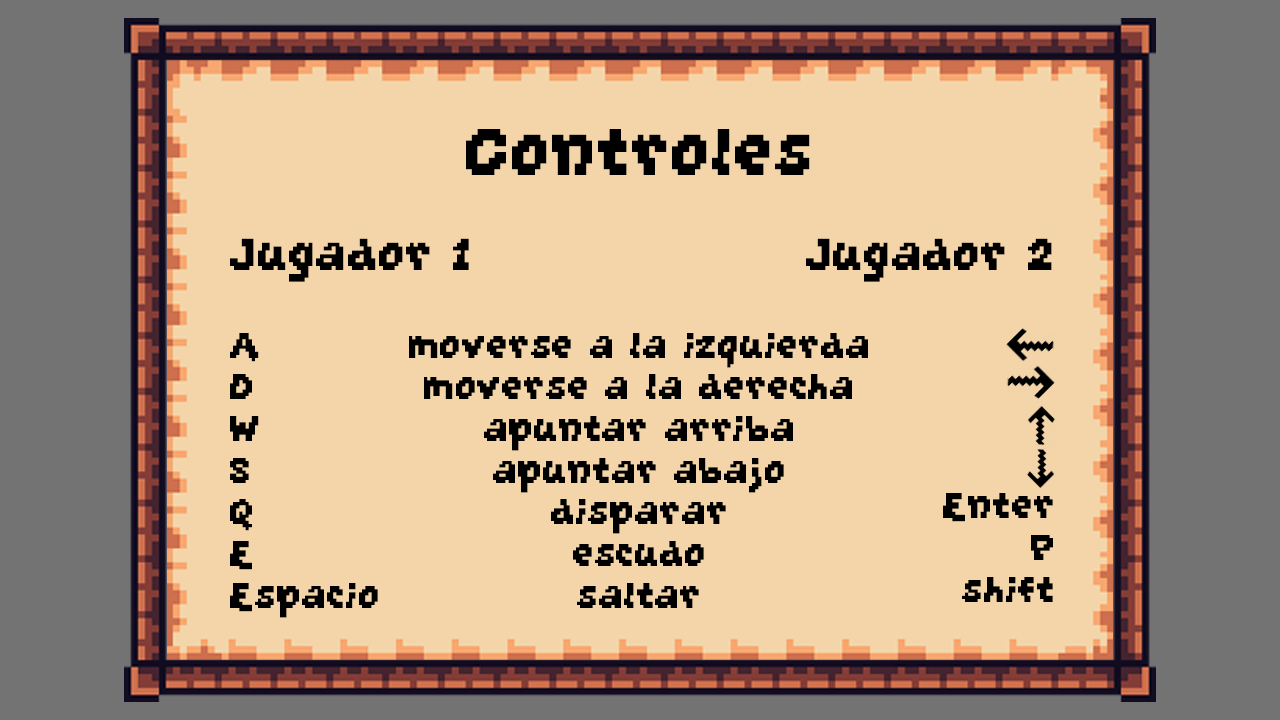 Controles
Jugador 1 Jugador 2
A moverse a la izquierda ←
D moverse a la derecha →
W apuntar arriba ↑
S apuntar abajo ↓
Q disparar Enter
E escudo P
Espacio saltar shift